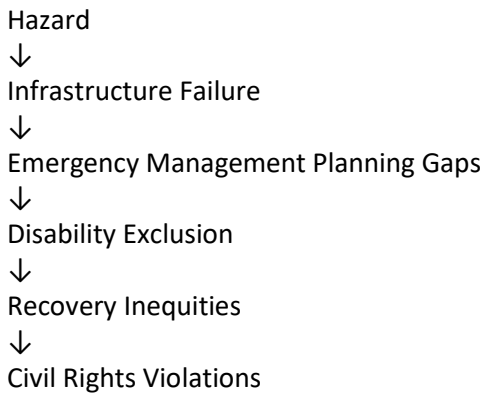 Hazard
↓
Infrastructure Failure
↓
Emergency Management Planning Gaps
↓
Disability Exclusion
↓
Recovery Inequities
↓
Civil Rights Violations